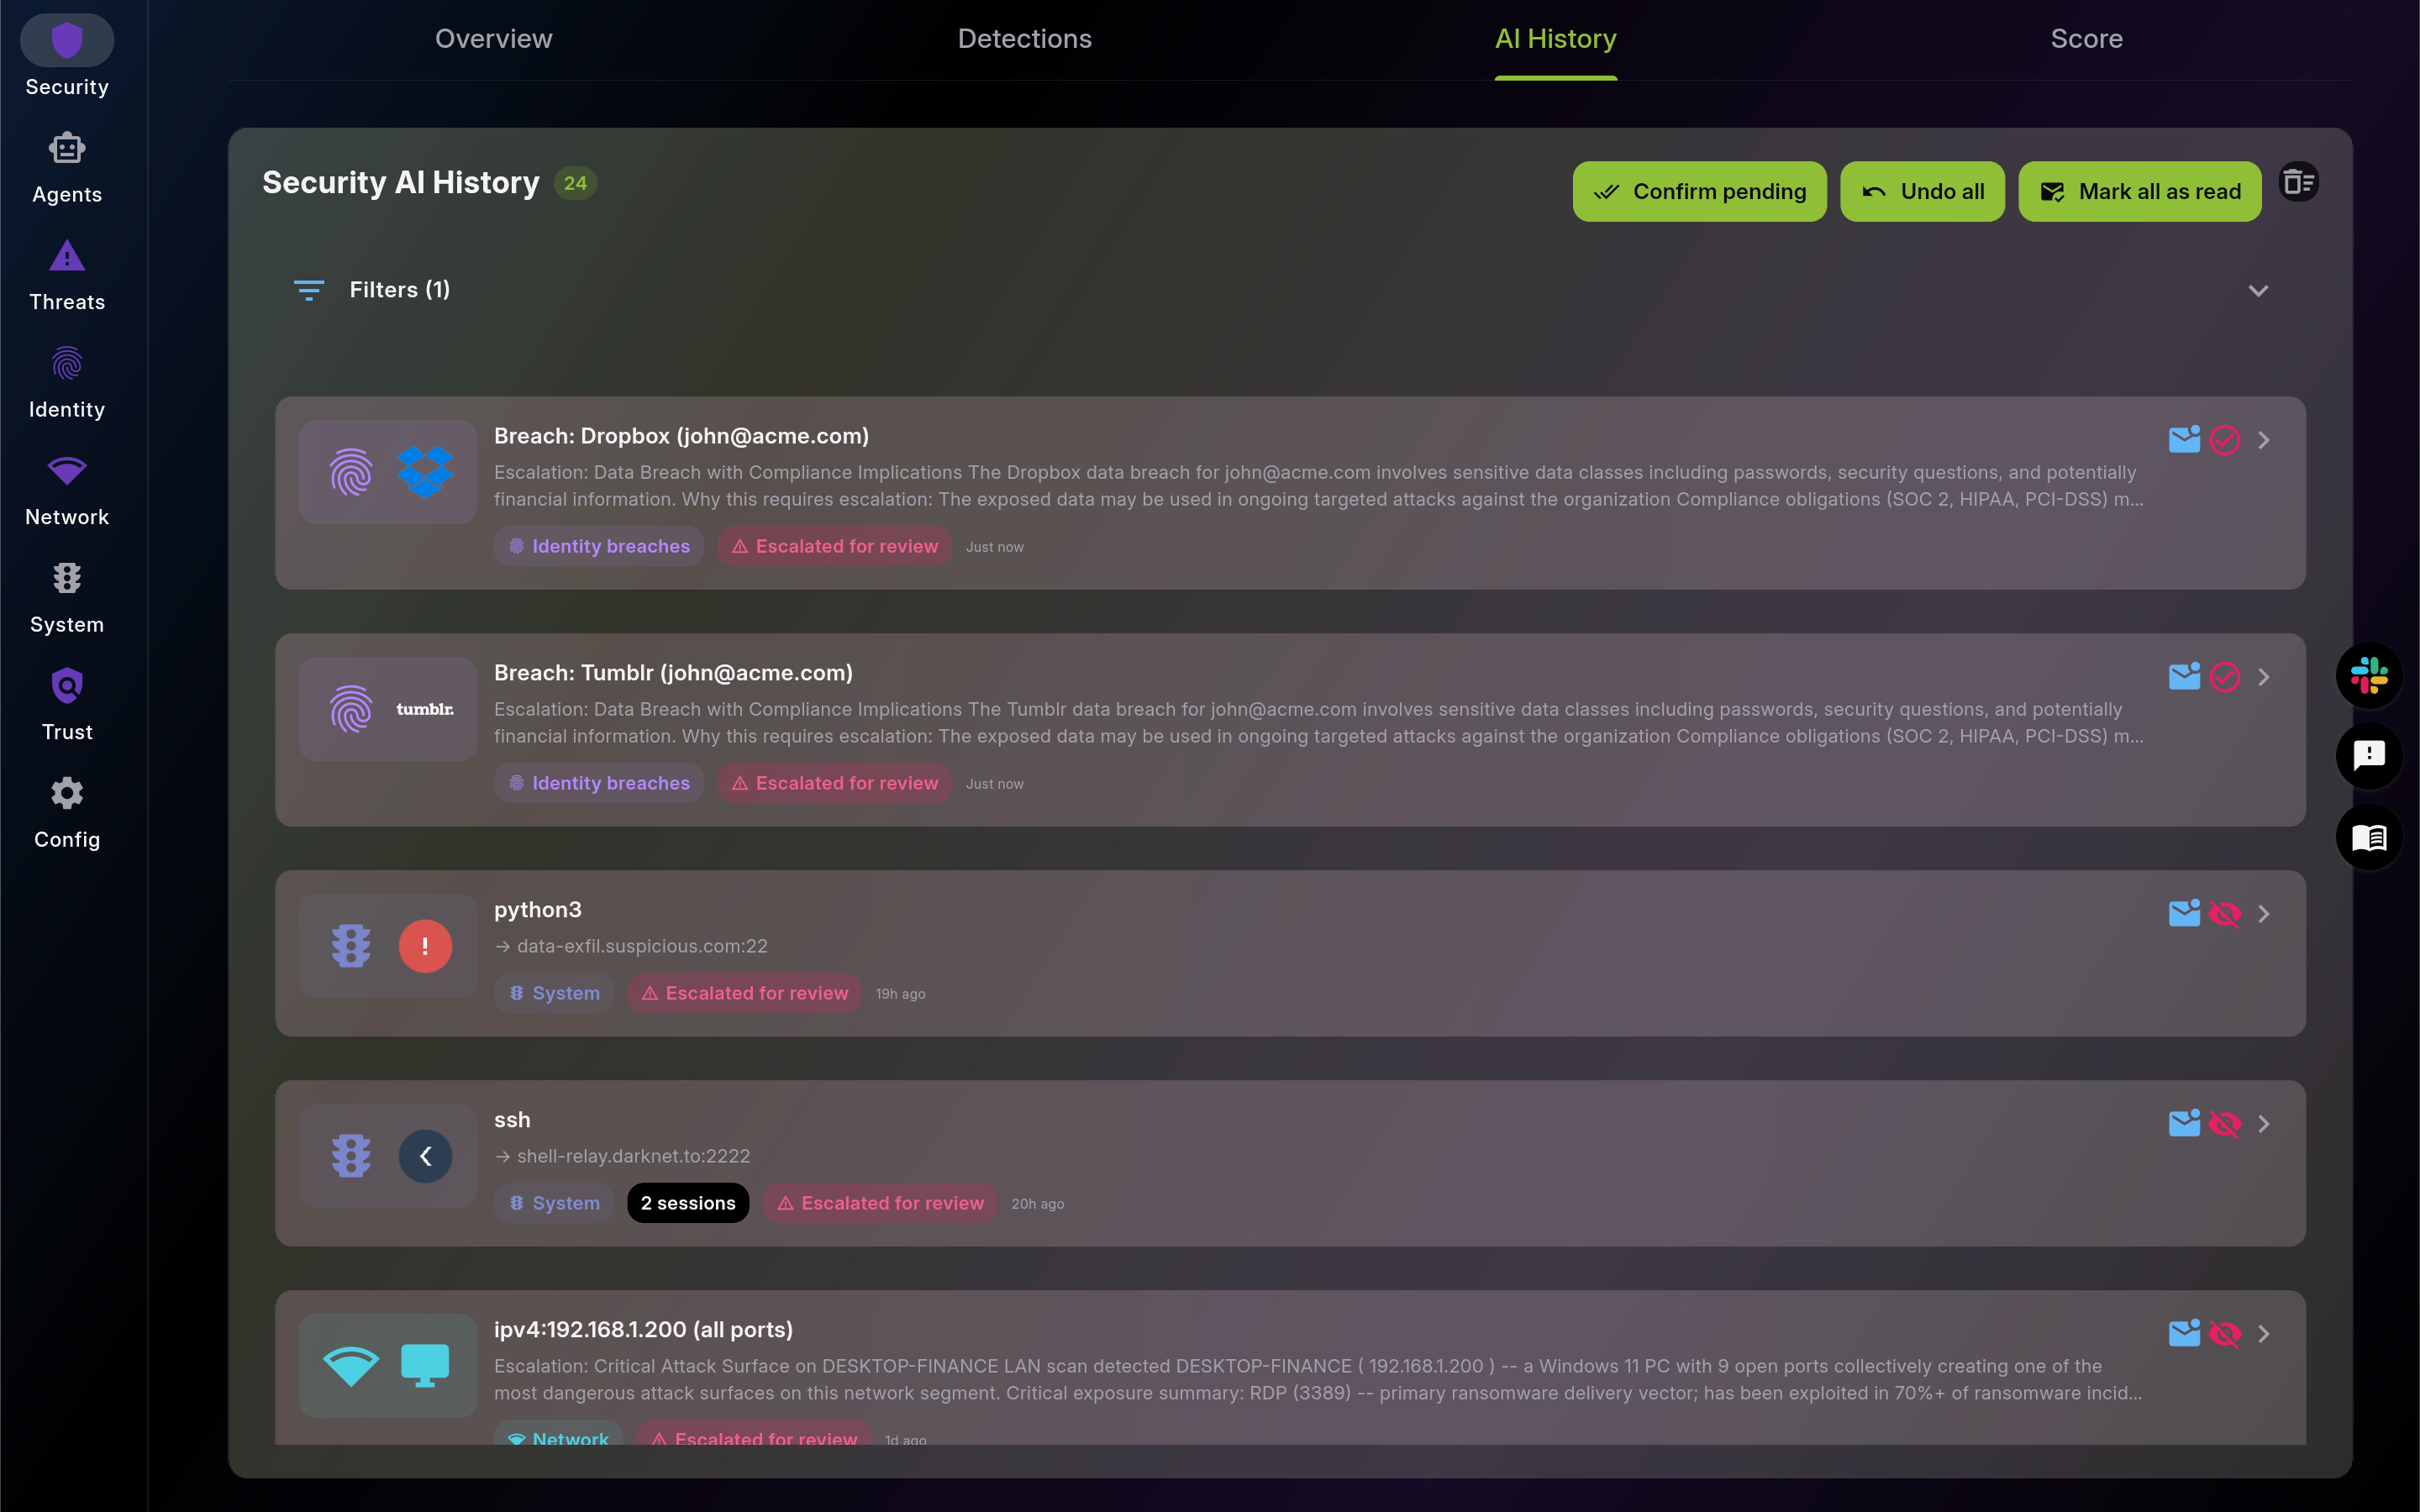 Security
Agents
Threats
Identity
Network
System
Trust
Config
Overview
Detections
AI History
Score
Security AI History 24
Confirm pending
Undo all
Mark all as read
Filters (1)
Breach: Dropbox (john@acme.com)
Escalation: Data Breach with Compliance Implications The Dropbox data breach for john@acme.com involves sensitive data classes including passwords, security questions, and potentially
financial information. Why this requires escalation: The exposed data may be used in ongoing targeted attacks against the organization Compliance obligations (SOC 2, HIPAA, PCI-DSS) m...
Identity breaches Escalated for review Just now
tumblr.
Breach: Tumblr (john@acme.com)
Escalation: Data Breach with Compliance Implications The Tumblr data breach for john@acme.com involves sensitive data classes including passwords, security questions, and potentially
financial information. Why this requires escalation: The exposed data may be used in ongoing targeted attacks against the organization Compliance obligations (SOC 2, HIPAA, PCI-DSS) m...
Identity breaches Escalated for review Just now
python3
→ data-exfil.suspicious.com:22
System Escalated for review 19h ago
ssh
→ shell-relay.darknet.to:2222
System 2 sessions Escalated for review 20h ago
ipv4:192.168.1.200 (all ports)
Escalation: Critical Attack Surface on DESKTOP-FINANCE LAN scan detected DESKTOP-FINANCE ( 192.168.1.200 ) -- a Windows 11 PC with 9 open ports collectively creating one of the
most dangerous attack surfaces on this network segment. Critical exposure summary: RDP (3389) -- primary ransomware delivery vector; has been exploited in 70%+ of ransomware incid...
Network Escalated for review 1d ago